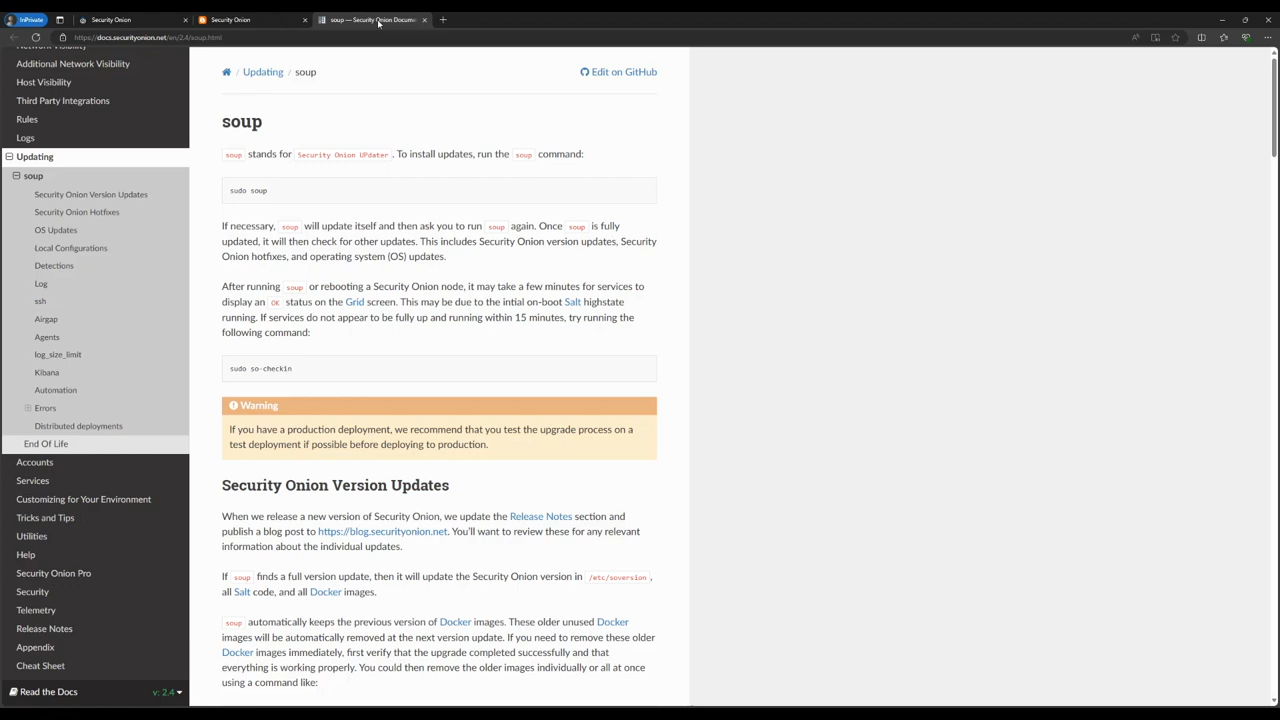 InPrivate
Security Onion
Security Onion
soup — Security Onion Docume
https://docs.securityonion.net/en/2.4/soup.html
Network Visibility
Additional Network Visibility
Host Visibility
Third Party Integrations
Rules
Logs
Updating
soup
Security Onion Version Updates
Security Onion Hotfixes
OS Updates
Local Configurations
Detections
Log
ssh
Airgap
Agents
log_size_limit
Kibana
Automation
Errors
Distributed deployments
End Of Life
Accounts
Services
Customizing for Your Environment
Tricks and Tips
Utilities
Help
Security Onion Pro
Security
Telemetry
Release Notes
Appendix
Cheat Sheet
Read the Docs v: 2.4
/ Updating / soup
Edit on GitHub
soup
soup stands for Security Onion UPdater . To install updates, run the soup command:
sudo soup
If necessary, soup will update itself and then ask you to run soup again. Once soup is fully
updated, it will then check for other updates. This includes Security Onion version updates, Security
Onion hotfixes, and operating system (OS) updates.
After running soup or rebooting a Security Onion node, it may take a few minutes for services to
display an OK status on the Grid screen. This may be due to the intial on-boot Salt highstate
running. If services do not appear to be fully up and running within 15 minutes, try running the
following command:
sudo so-checkin
Warning
If you have a production deployment, we recommend that you test the upgrade process on a
test deployment if possible before deploying to production.
Security Onion Version Updates
When we release a new version of Security Onion, we update the Release Notes section and
publish a blog post to https://blog.securityonion.net. You'll want to review these for any relevant
information about the individual updates.
If soup finds a full version update, then it will update the Security Onion version in /etc/soversion ,
all Salt code, and all Docker images.
soup automatically keeps the previous version of Docker images. These older unused Docker
images will be automatically removed at the next version update. If you need to remove these older
Docker images immediately, first verify that the upgrade completed successfully and that
everything is working properly. You could then remove the older images individually or all at once
using a command like: